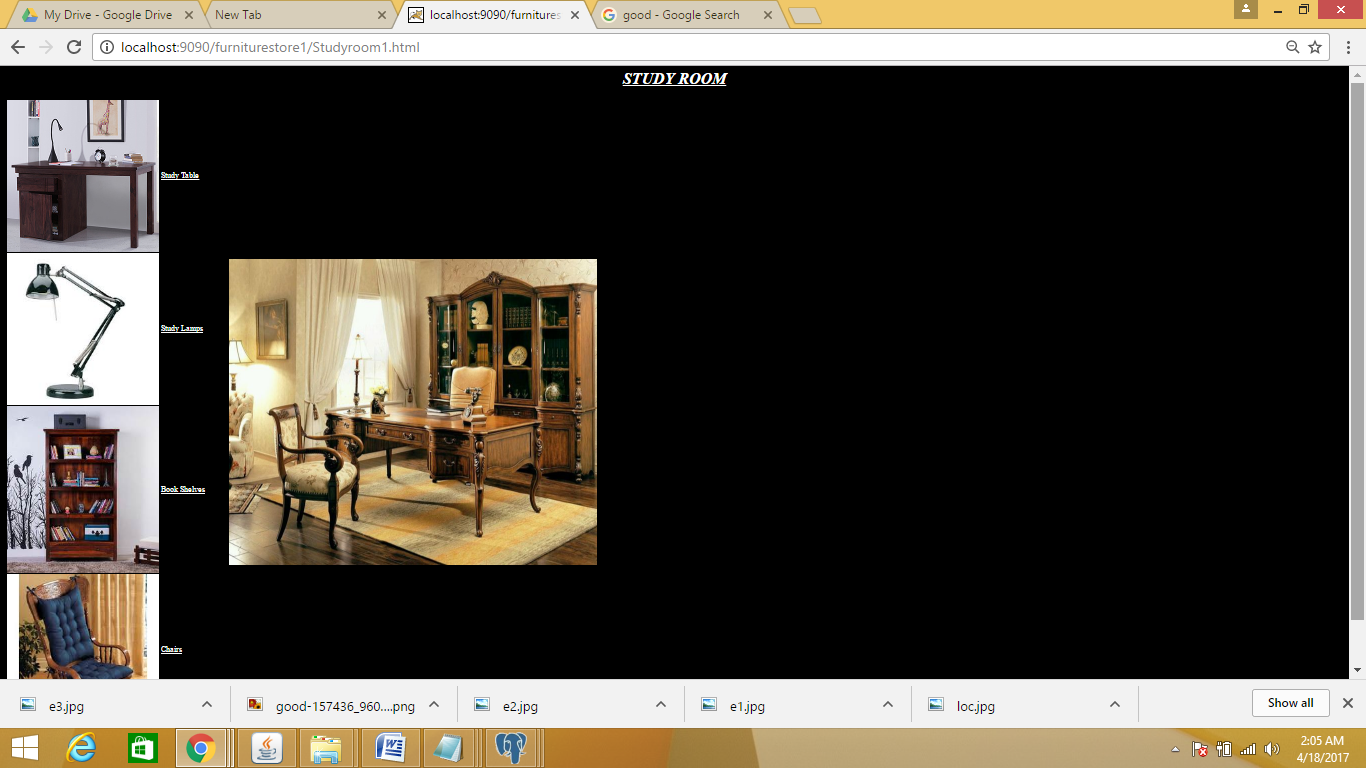 My Drive - Google Drive
New Tab
localhost:9090/furnitures
good - Google Search
localhost:9090/furniturestore1/Studyroom1.html
STUDY ROOM
Study Table
Study Lamps
Book Shelves
Chairs
e3.jpg
good-157436_960....png
e2.jpg
e1.jpg
loc.jpg
Show all
2:05 AM
4/18/2017